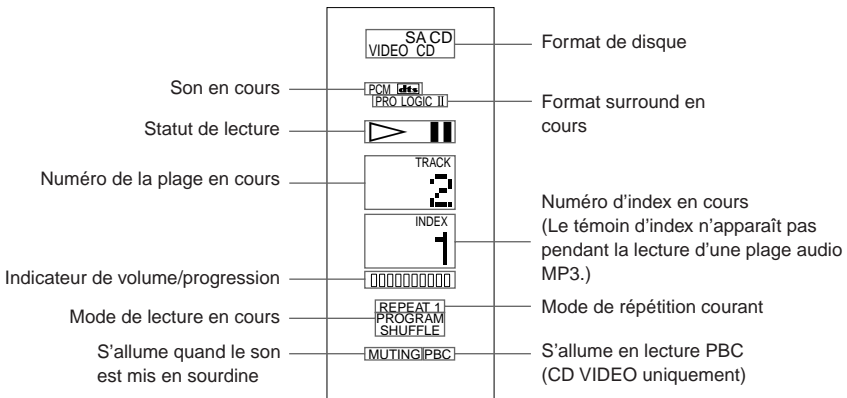 SA CD
VIDEO CD
Format de disque
Son en cours
PCM dts
PRO LOGIC II
Format surround en
cours
Statut de lecture
TRACK
Numéro de la plage en cours
2
INDEX
1
Numéro d’index en cours
(Le témoin d’index n’apparaît pas
pendant la lecture d’une plage audio
MP3.)
Indicateur de volume/progression
Mode de lecture en cours
REPEAT 1
PROGRAM
SHUFFLE
Mode de répétition courant
S’allume quand le son
est mis en sourdine
MUTING PBC
S’allume en lecture PBC
(CD VIDEO uniquement)